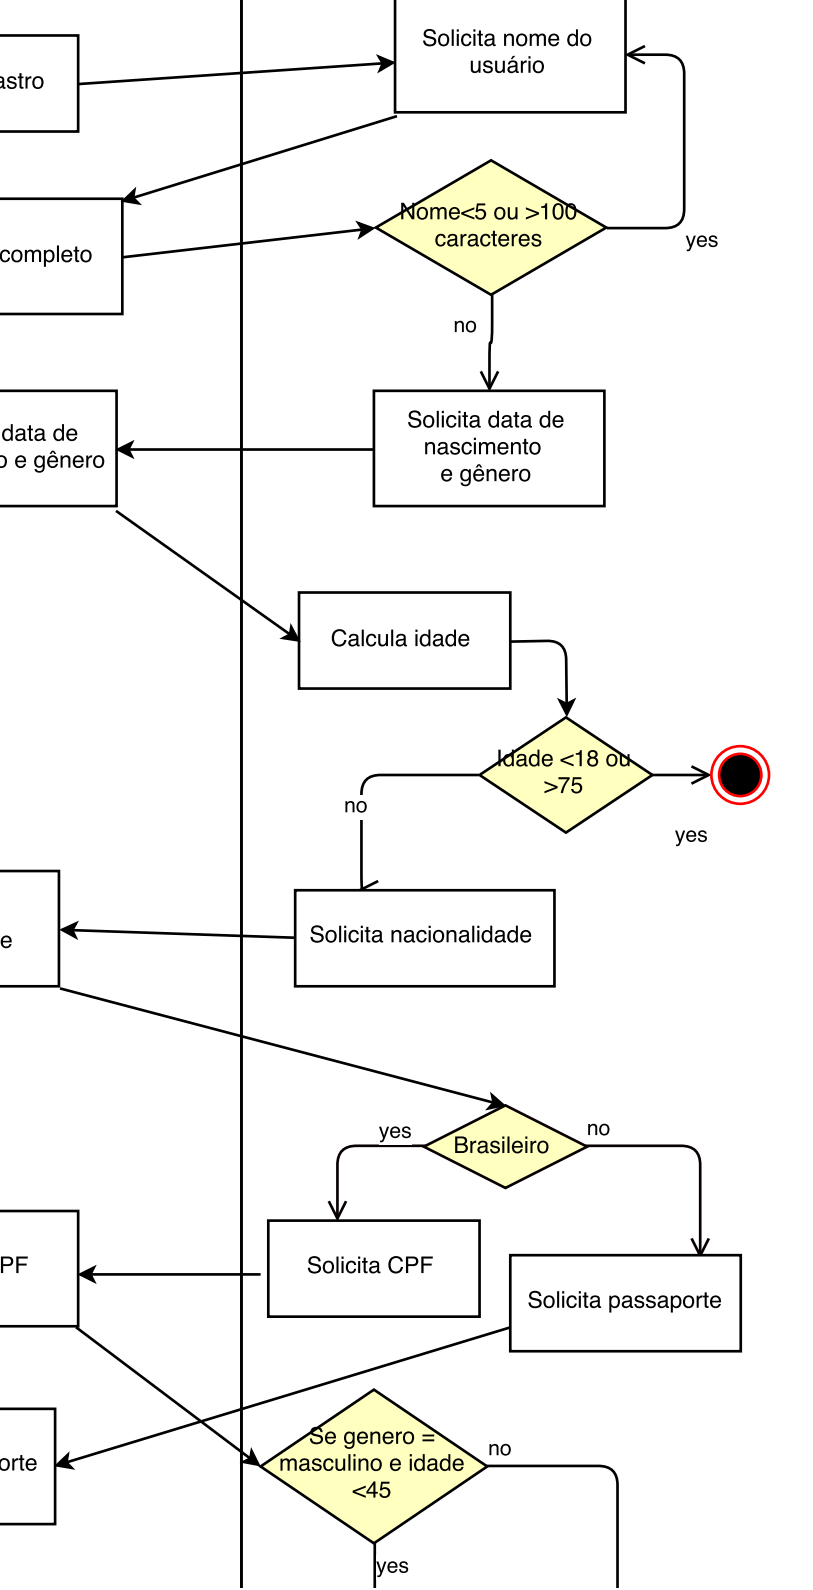 Solicita nome do
usuário
astro
Nome<5 ou >100
caracteres
yes
completo
no
Solicita data de
nascimento
e gênero
data de
o e gênero
Calcula idade
Idade <18 ou
>75
no
yes
Solicita nacionalidade
e
yes
no
Brasileiro
Solicita CPF
PF
Solicita passaporte
Se genero =
masculino e idade
<45
no
orte
yes